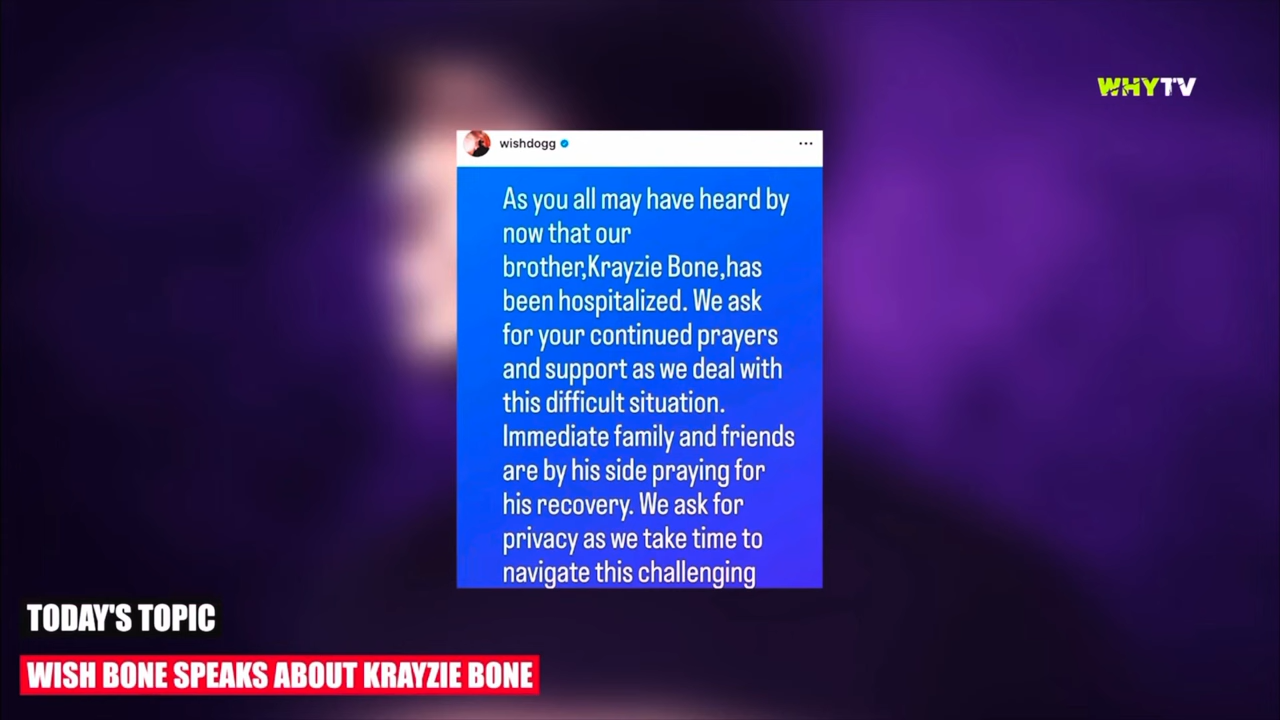 WHYTV
wishdogg
As you all may have heard by
now that our
brother,Krayzie Bone,has
been hospitalized. We ask
for your continued prayers
and support as we deal with
this difficult situation.
Immediate family and friends
are by his side praying for
his recovery. We ask for
privacy as we take time to
navigate this challenging
TODAY'S TOPIC
WISH BONE SPEAKS ABOUT KRAYZIE BONE